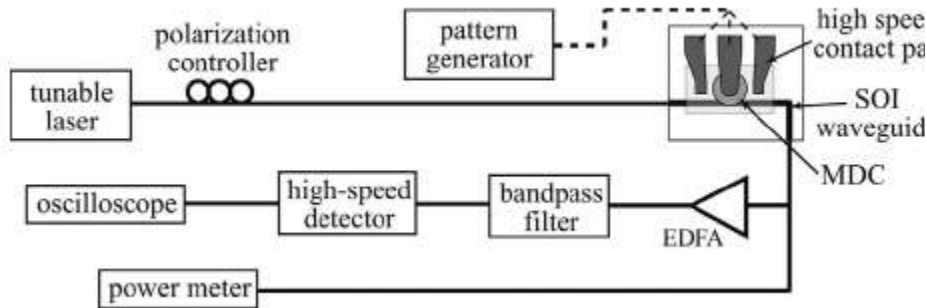 polarization
controller
pattern
generator
high spee
contact pa
tunable
laser
SOI
waveguid
MDC
oscilloscope
high-speed
detector
bandpass
filter
EDFA
power meter